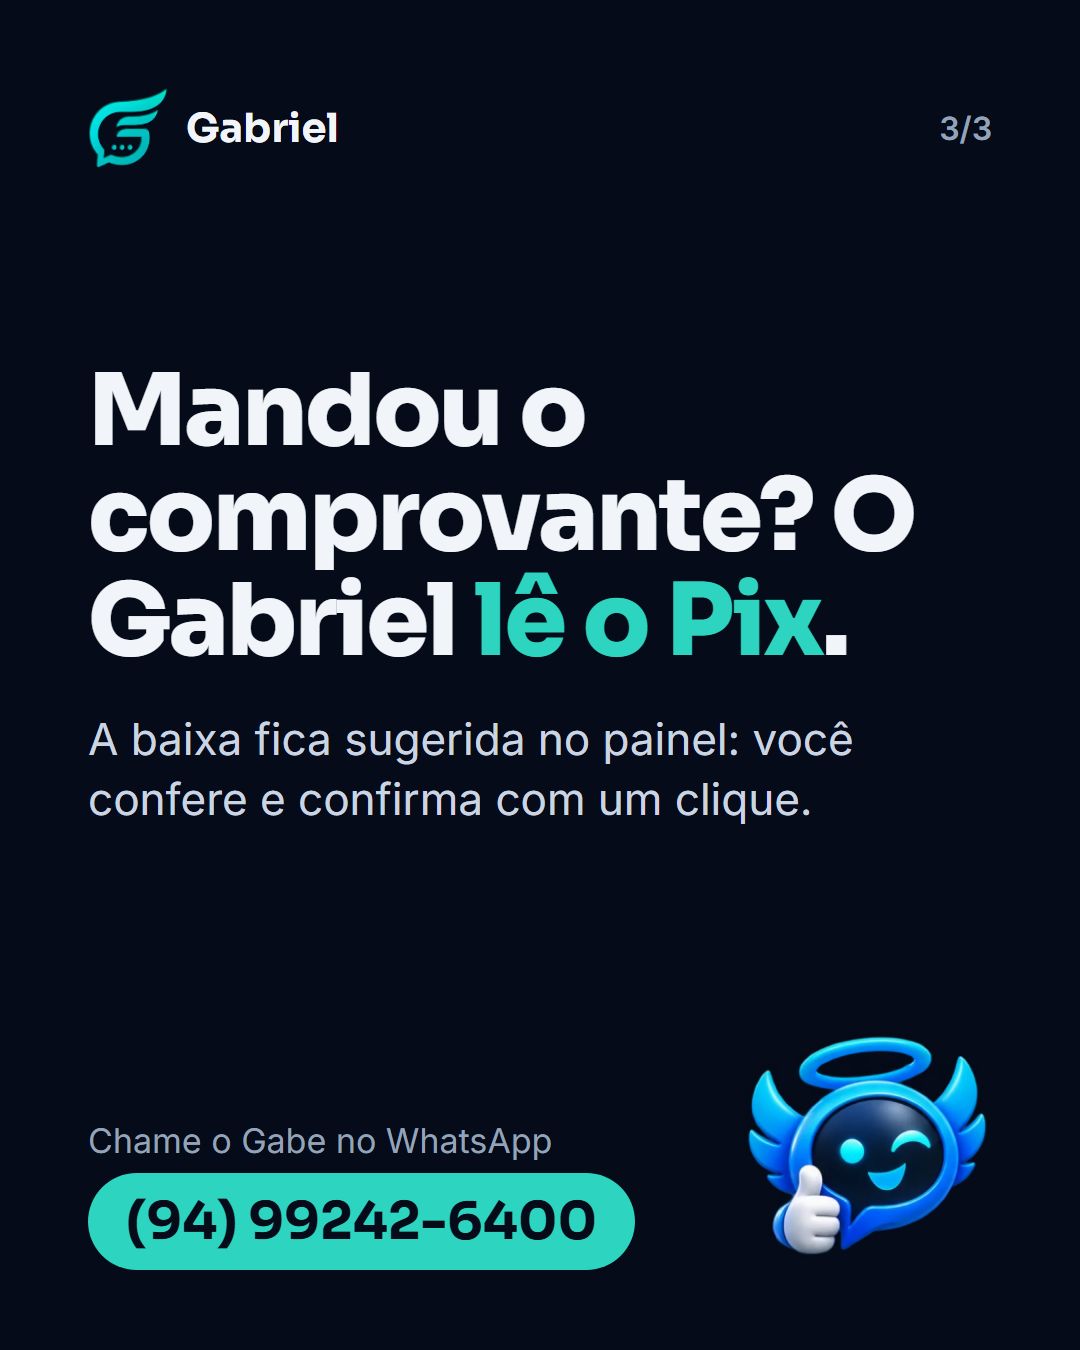 Gabriel
3/3
Mandou o
comprovante? O
Gabriel lê o Pix.
A baixa fica sugerida no painel: você
confere e confirma com um clique.
Chame o Gabe no WhatsApp
(94) 99242-6400